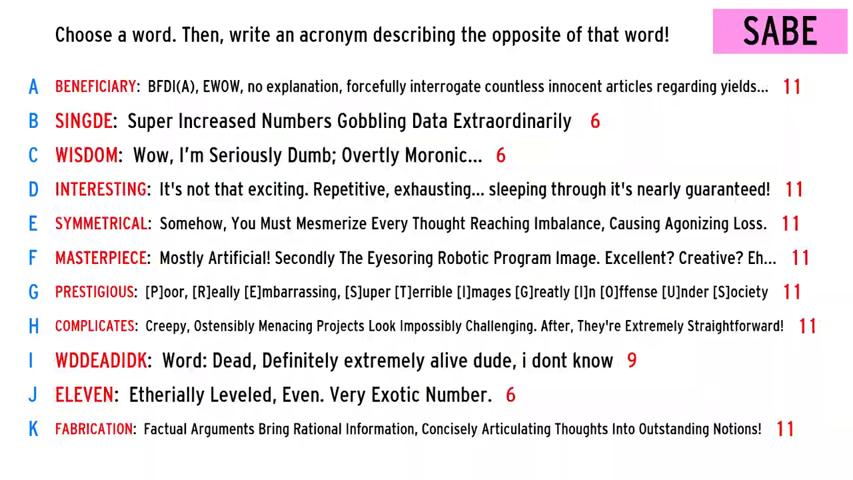 Choose a word. Then, write an acronym describing the opposite of that word!
SABE
A BENEFICIARY: BFDI(A), EWOW, no explanation, forcefully interrogate countless innocent articles regarding yields... 11
B SINGDE: Super Increased Numbers Gobbling Data Extraordinarily 6
C WISDOM: Wow, I'm Seriously Dumb; Overtly Moronic... 6
D INTERESTING: It's not that exciting. Repetitive, exhausting... sleeping through it's nearly guaranteed! 11
E SYMMETRICAL: Somehow, You Must Mesmerize Every Thought Reaching Imbalance, Causing Agonizing Loss. 11
F MASTERPIECE: Mostly Artificial! Secondly The Eyesoring Robotic Program Image. Excellent? Creative? Eh... 11
G PRESTIGIOUS: [P]oor, [R]eally [E]mbarrassing, [S]uper [T]errible [I]mages [G]reatly [I]n [O]ffense [U]nder [S]ociety 11
H COMPLICATES: Creepy, Ostensibly Menacing Projects Look Impossibly Challenging. After, They're Extremely Straightforward! 11
I WDDEADIDK: Word: Dead, Definitely extremely alive dude, i dont know 9
J ELEVEN: Etherially Leveled, Even. Very Exotic Number. 6
K FABRICATION: Factual Arguments Bring Rational Information, Concisely Articulating Thoughts Into Outstanding Notions! 11